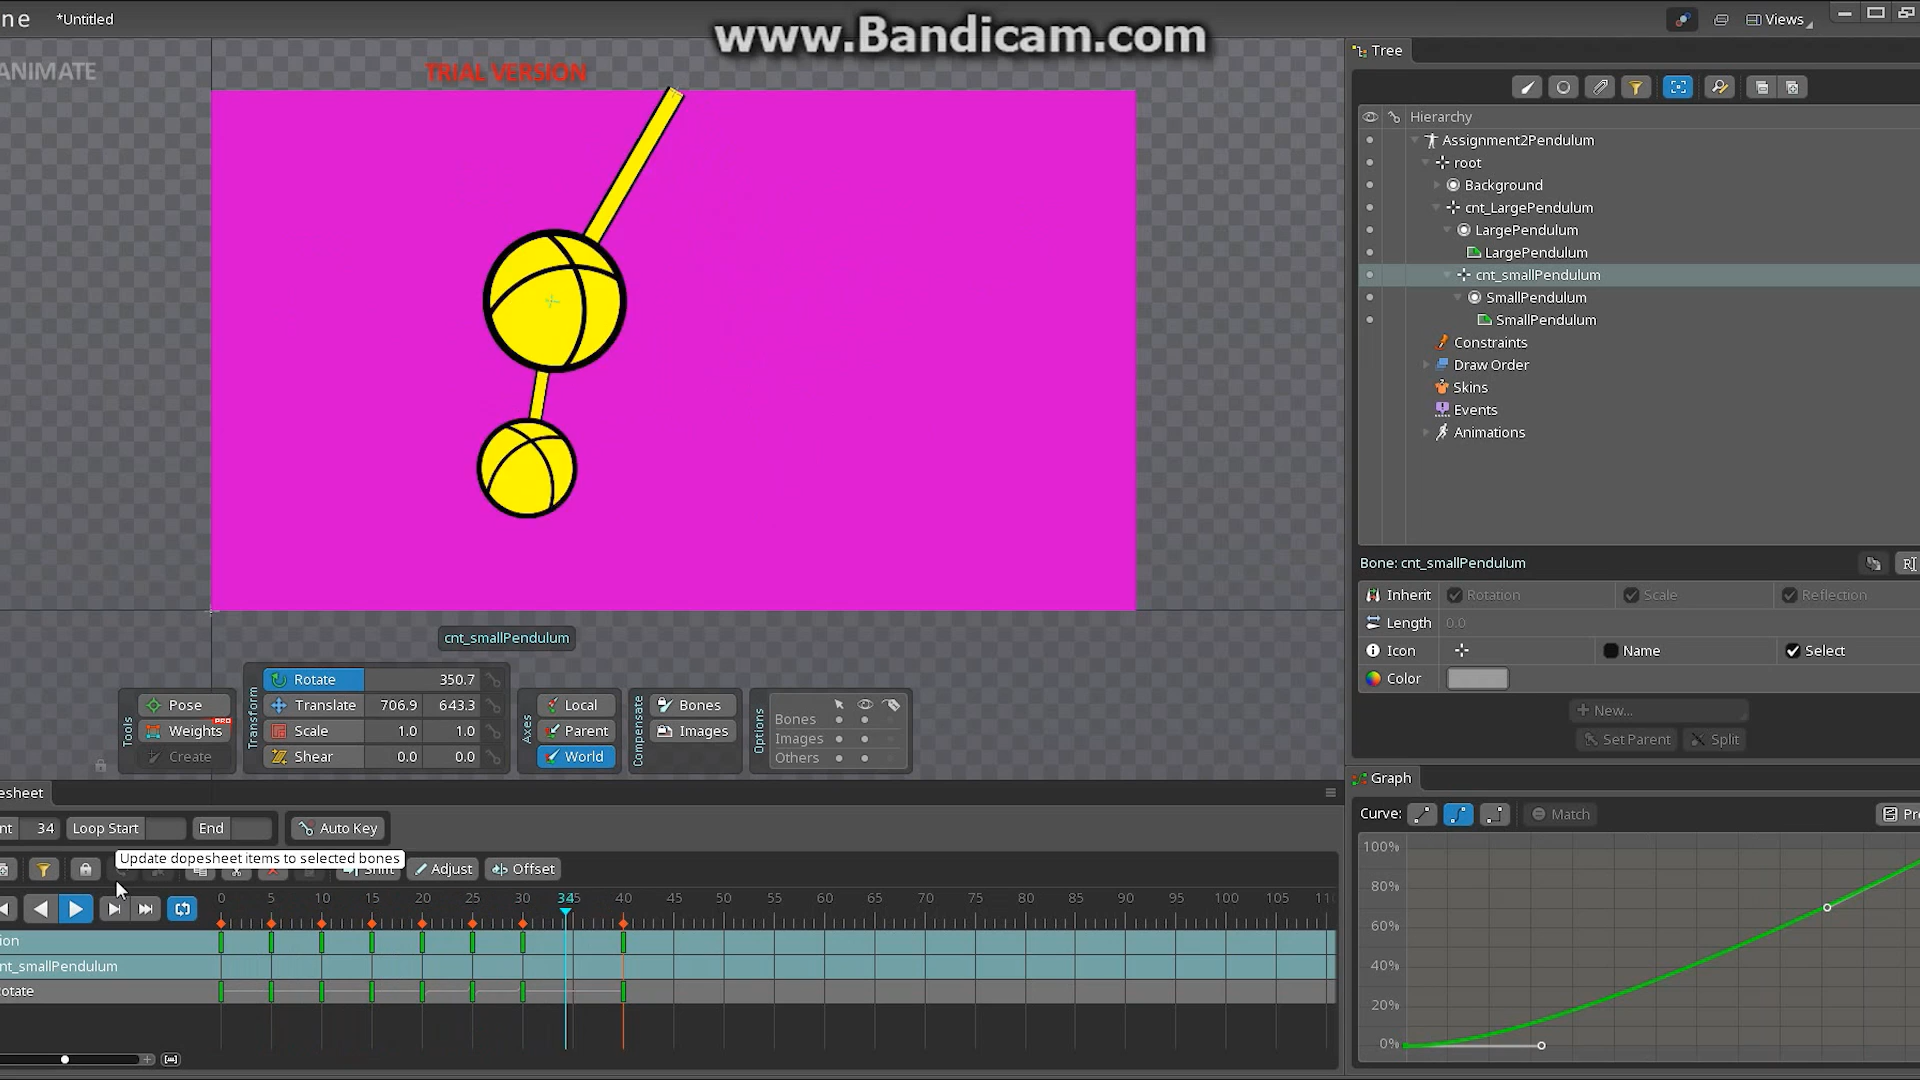 ne *Untitled
www.Bandicam.com
Views
ANIMATE
TRIAL VERSION
Tree
Hierarchy
Assignment2Pendulum
root
Background
cnt_LargePendulum
LargePendulum
LargePendulum
cnt_smallPendulum
SmallPendulum
SmallPendulum
Constraints
Draw Order
Skins
Events
Animations
Bone: cnt_smallPendulum
Inherit Rotation Scale Reflection
Length 0.0
Icon Name Select
Color
+ New...
Set Parent Split
cnt_smallPendulum
Tools
Pose
Weights PRO
Create
Transform
Rotate 350.7
Translate 706.9 643.3
Scale 1.0 1.0
Shear 0.0 0.0
Axes
Local
Parent
World
Compensate
Bones
Images
Options
Bones
Images
Others
esheet
nt 34 Loop Start End Auto Key
Update dopesheet items to selected bones
Shift Adjust Offset
0 5 10 15 20 25 30 34 5 40 45 50 55 60 65 70 75 80 85 90 95 100 105 11
ion
nt_smallPendulum
otate
Graph
Curve: Match Pre
100%
80%
60%
40%
20%
0%